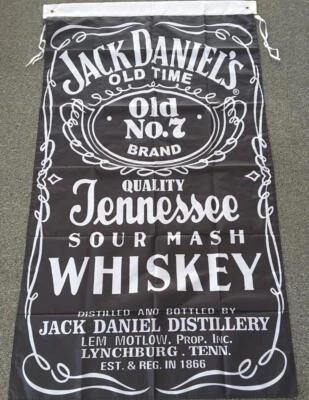 JACK DANIEL'S
OLD TIME
Old
No.7
BRAND
QUALITY
Tennessee
SOUR MASH
WHISKEY
DISTILLED AND BOTTLED BY
JACK DANIEL DISTILLERY
LEM MOTLOW, PROP. INC.
LYNCHBURG, TENN.
EST. & REG. IN 1866